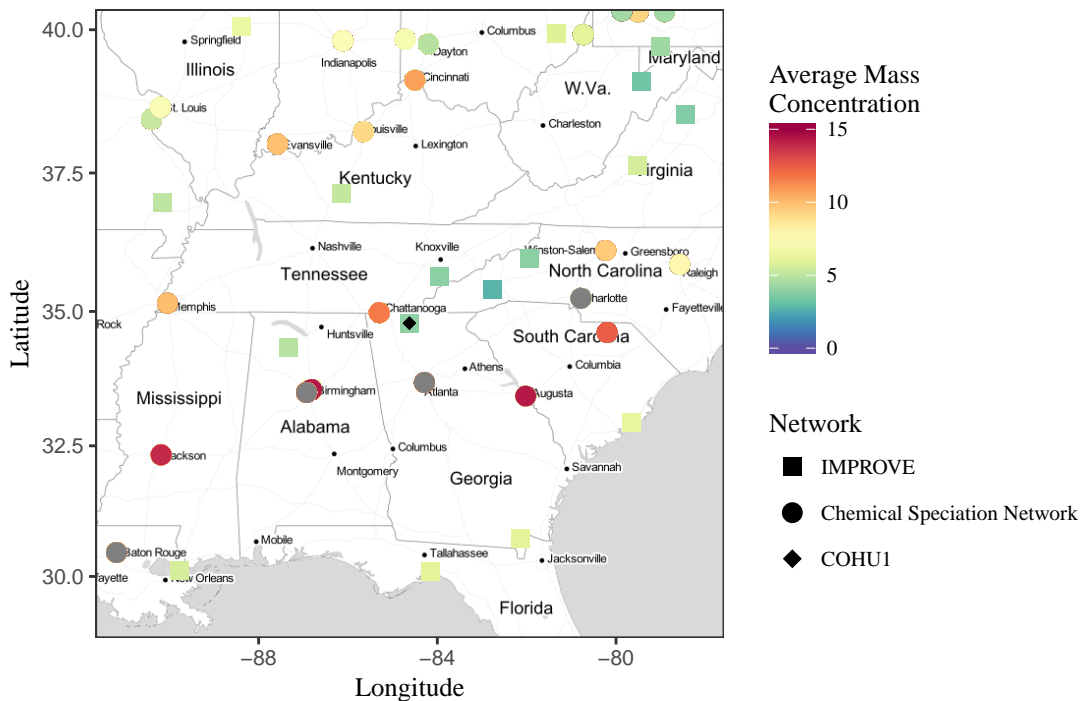 40.0
37.5
35.0
32.5
30.0
Latitude
−88
−84
−80
Longitude
Springfield
Illinois
Indianapolis
Dayton
Columbus
Cincinnati
Maryland
W.Va.
St. Louis
Charleston
Evansville
Louisville
Lexington
Kentucky
Virginia
Nashville
Knoxville
Winston-Salem
Greensboro
Tennessee
North Carolina
Raleigh
Memphis
Chattanooga
Charlotte
Fayetteville
Rock
Huntsville
South Carolina
Athens
Columbia
Mississippi
Birmingham
Atlanta
Augusta
Alabama
Jackson
Columbus
Montgomery
Georgia
Savannah
Mobile
Baton Rouge
Tallahassee
Jacksonville
fayette
New Orleans
Florida
Average Mass
Concentration
15
10
5
0
Network
IMPROVE
Chemical Speciation Network
COHU1